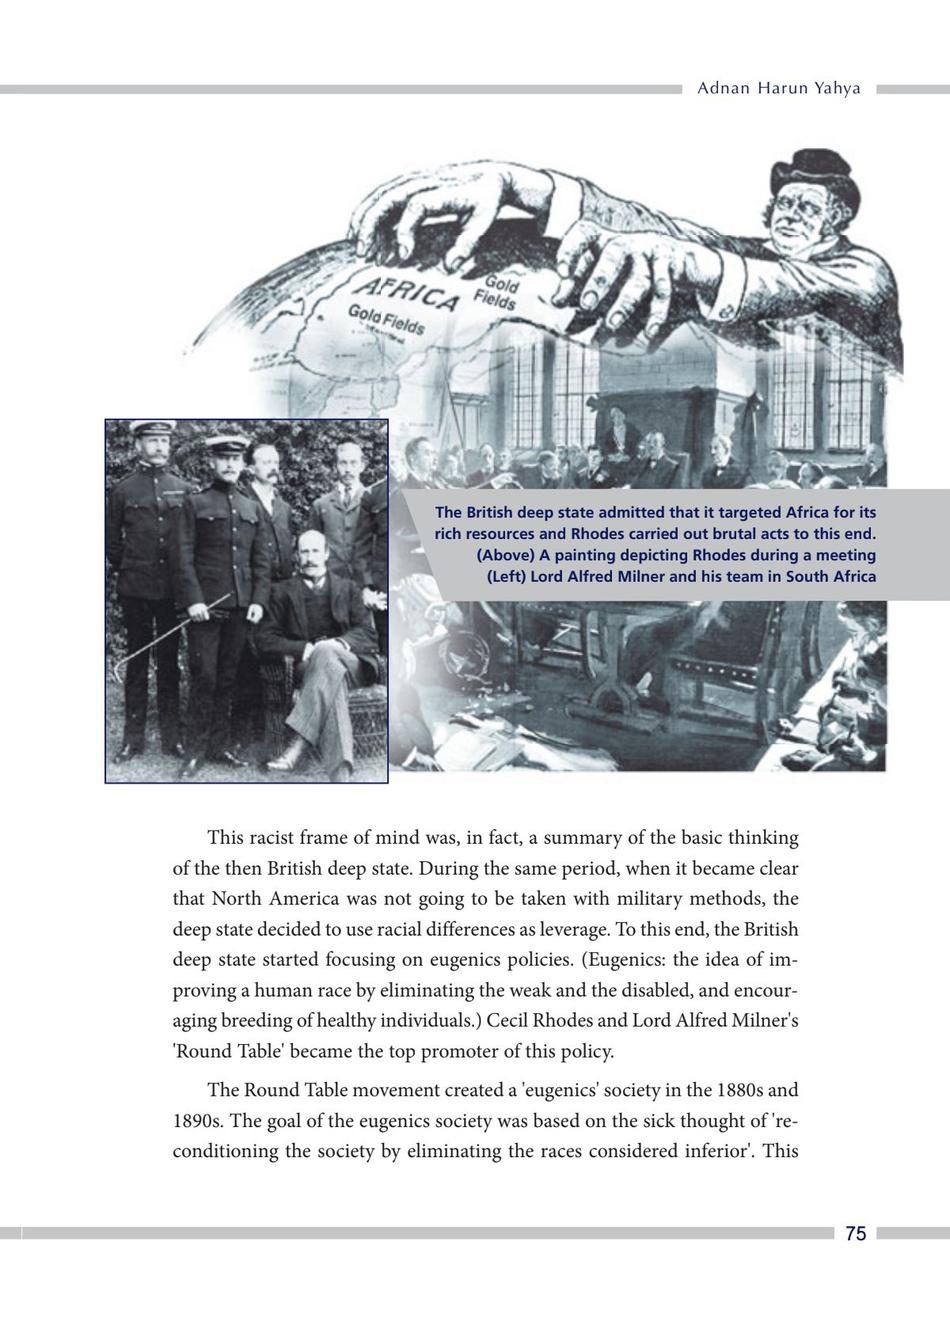 Adnan Harun Yahya
AFRICA
Gold
Fields
Gold Fields
The British deep state admitted that it targeted Africa for its
rich resources and Rhodes carried out brutal acts to this end.
(Above) A painting depicting Rhodes during a meeting
(Left) Lord Alfred Milner and his team in South Africa
This racist frame of mind was, in fact, a summary of the basic thinking
of the then British deep state. During the same period, when it became clear
that North America was not going to be taken with military methods, the
deep state decided to use racial differences as leverage. To this end, the British
deep state started focusing on eugenics policies. (Eugenics: the idea of im-
proving a human race by eliminating the weak and the disabled, and encour-
aging breeding of healthy individuals.) Cecil Rhodes and Lord Alfred Milner's
'Round Table' became the top promoter of this policy.
The Round Table movement created a 'eugenics' society in the 1880s and
1890s. The goal of the eugenics society was based on the sick thought of 're-
conditioning the society by eliminating the races considered inferior'. This
75